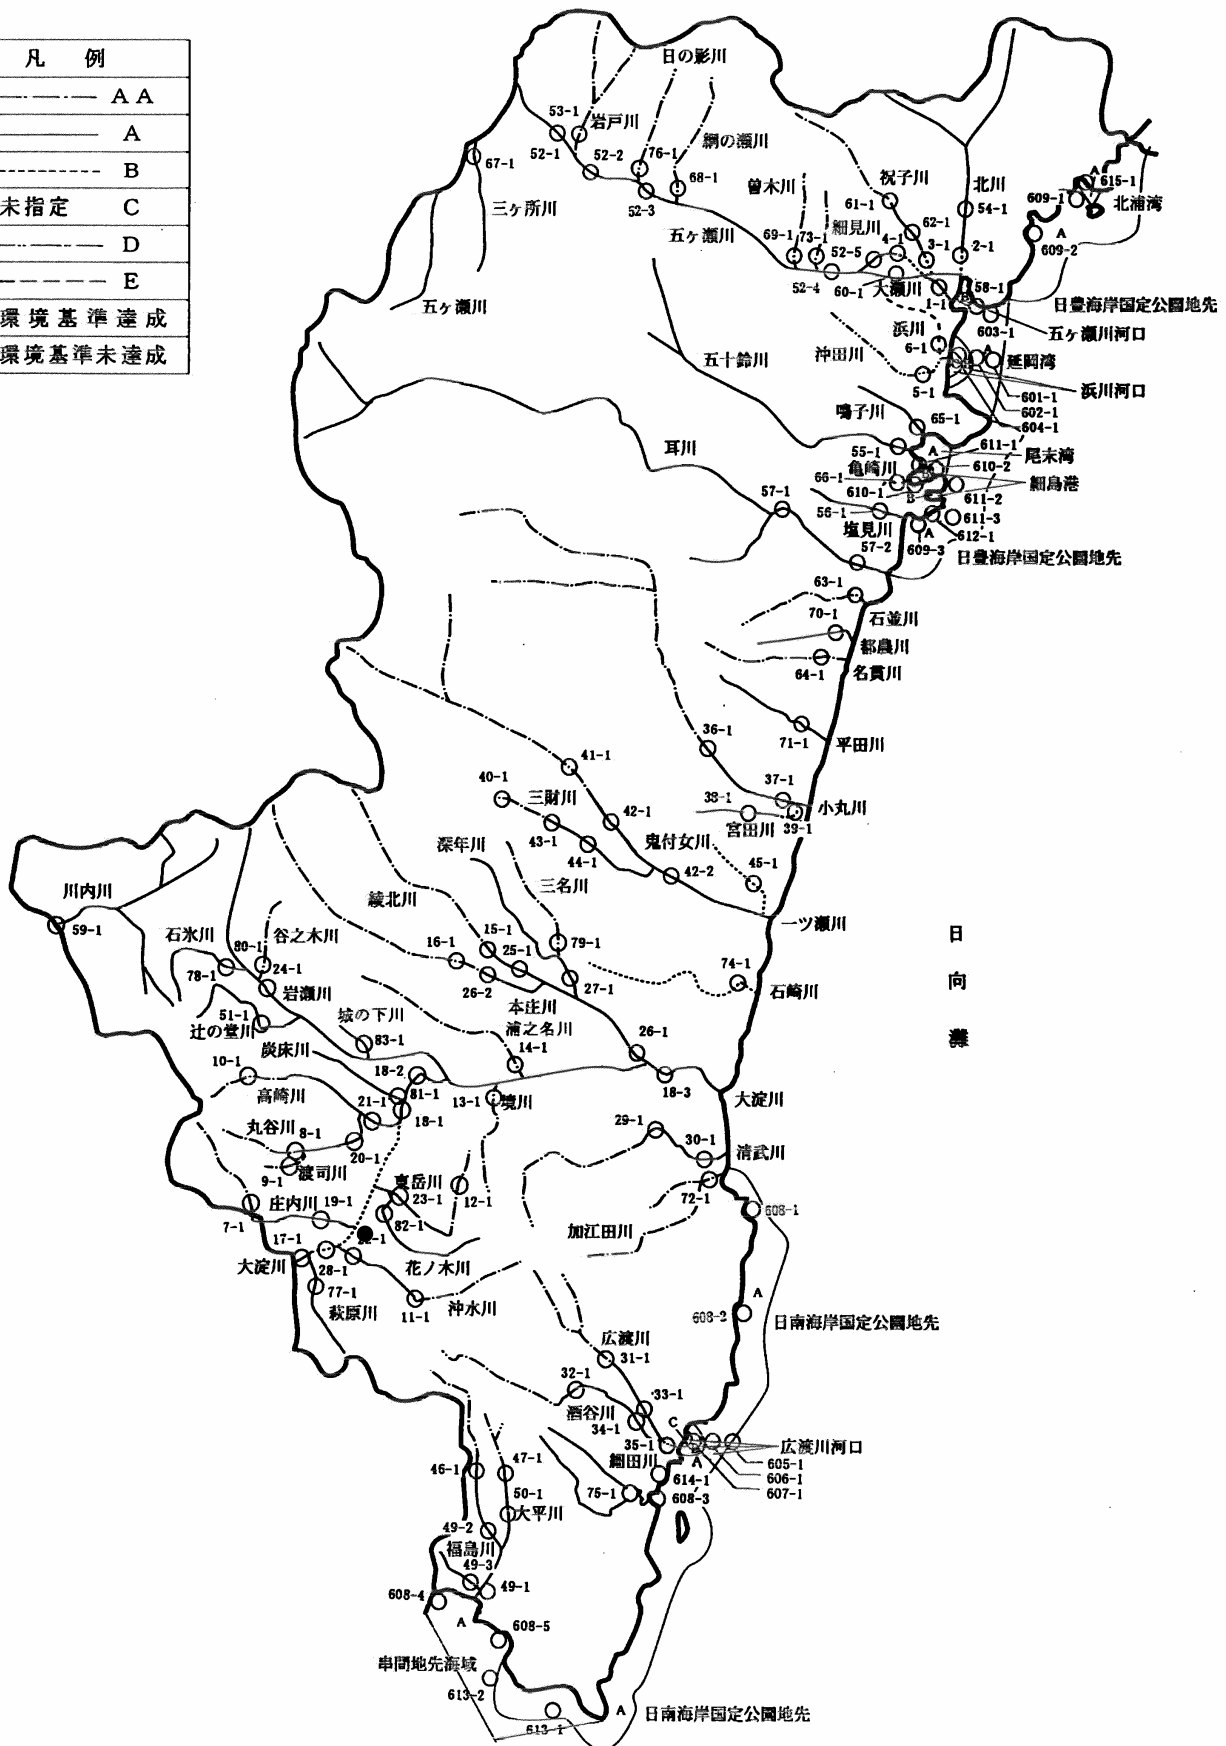 凡 例
A A
A
B
未指定 C
D
E
環境基準達成
環境基準未達成
日の影川
53-1
岩戸川
網の瀬川
52-1
52-2
76-1
67-1
68-1
52-3
三ヶ所川
曽木川
祝子川
北川
61-1
54-1
A
615-1
609-1
北浦湾
五ヶ瀬川
69-1
73-1
細見川
62-1
52-5
4-1
3-1
2-1
A
609-2
52-4
60-1
大瀬川
1-1
58-1
B
日豊海岸国定公園地先
603-1
五ヶ瀬川河口
五ヶ瀬川
浜川
6-1
沖田川
五十鈴川
A
延岡湾
5-1
浜川河口
601-1
602-1
604-1
鳴子川
65-1
耳川
55-1
A
611-1
尾末湾
亀崎川
66-1
610-2
細島港
610-1
B
611-2
57-1
56-1
611-3
塩見川
A
612-1
57-2
609-3
日豊海岸国定公園地先
63-1
石並川
70-1
都農川
64-1
名貫川
36-1
71-1
平田川
41-1
40-1
三財川
37-1
38-1
小丸川
42-1
宮田川
39-1
43-1
鬼付女川
深年川
44-1
45-1
42-2
三名川
川内川
綾北川
一ツ瀬川
59-1
石氷川
谷之木川
15-1
80-1
16-1
25-1
79-1
日
向
灘
78-1
24-1
74-1
岩瀬川
26-2
27-1
石崎川
51-1
本庄川
辻の堂川
城の下川
浦之名川
83-1
14-1
26-1
炭床川
10-1
18-2
高崎川
81-1
13-1
境川
18-3
大淀川
21-1
18-1
丸谷川
8-1
29-1
30-1
清武川
20-1
9-1
渡司川
東岳川
72-1
庄内川
19-1
23-1
12-1
608-1
7-1
82-1
加江田川
17-1
大淀川
28-1
花ノ木川
77-1
萩原川
11-1
沖水川
A
608-2
日南海岸国定公園地先
広渡川
31-1
32-1
33-1
酒谷川
34-1
C
35-1
B
広渡川河口
細田川
A
605-1
46-1
47-1
614-1
606-1
607-1
50-1
75-1
608-3
大平川
49-2
福島川
49-3
608-4
49-1
A
608-5
串間地先海域
613-2
A
日南海岸国定公園地先
613-1